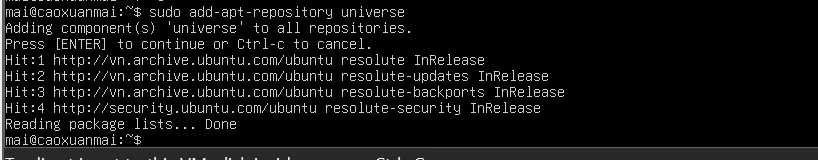 mai@caoxuanmai:~$ sudo add-apt-repository universe
Adding component(s) 'universe' to all repositories.
Press [ENTER] to continue or Ctrl-c to cancel.
Hit:1 http://vn.archive.ubuntu.com/ubuntu resolute InRelease
Hit:2 http://vn.archive.ubuntu.com/ubuntu resolute-updates InRelease
Hit:3 http://vn.archive.ubuntu.com/ubuntu resolute-backports InRelease
Hit:4 http://security.ubuntu.com/ubuntu resolute-security InRelease
Reading package lists... Done
mai@caoxuanmai:~$